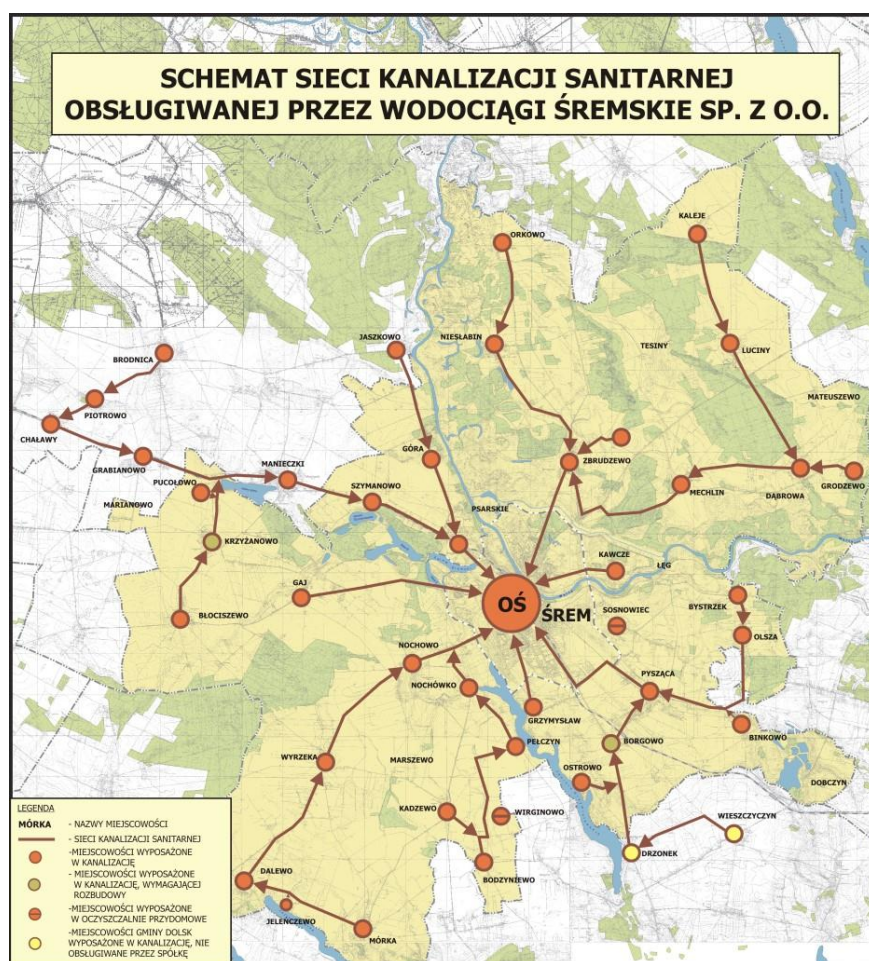 SCHEMAT SIECI KANALIZACJI SANITARNEJ
OBSŁUGIWANEJ PRZEZ WODOCIĄGI ŚREMSKIE SP. Z O.O.
ORKOWO
KALEJE
JASZKOWO
NIESŁABIN
TESINY
LUCINY
BRODNICA
MATEUSZEWO
PIOTROWO
CHAŁAWY
GÓRA
ZBRUDZEWO
GRABIANOWO
MANIECZKI
PUCOŁOWO
SZYMANOWO
MECHLIN
DĄBROWA
GRODZEWO
MARIANOWO
PSARSKIE
KRZYŻANOWO
KAWCZE
ŁĘG
GAJ
OŚ
ŚREM
SOSNOWIEC
BYSTRZEK
BŁOCISZEWO
OLSZA
NOCHOWO
NOCHÓWKO
PYSZĄCA
GRZYMYSŁAW
BINKOWO
PEŁCZYN
BORGOWO
WYRZEKA
MARSZEWO
OSTROWO
DOBCZYN
KADZEWO
WIRGINOWO
WIESZCZYCZYN
DRZONEK
BODZYNIEWO
DALEWO
JELEŃCZEWO
MÓRKA
LEGENDA
MÓRKA - NAZWY MIEJSCOWOŚCI
- SIECI KANALIZACJI SANITARNEJ
-MIEJSCOWOŚCI WYPOSAŻONE
W KANALIZACJĘ
- MIEJSCOWOŚCI WYPOSAŻONE
W KANALIZACJĘ, WYMAGAJĄCEJ
ROZBUDOWY
-MIEJSCOWOŚCI WYPOSAŻONE
W OCZYSZCZALNIE PRZYDOMOWE
-MIEJSCOWOŚCI GMINY DOLSK
WYPOSAŻONE W KANALIZACJĘ, NIE
OBSŁUGIWANE PRZEZ SPÓŁKĘ